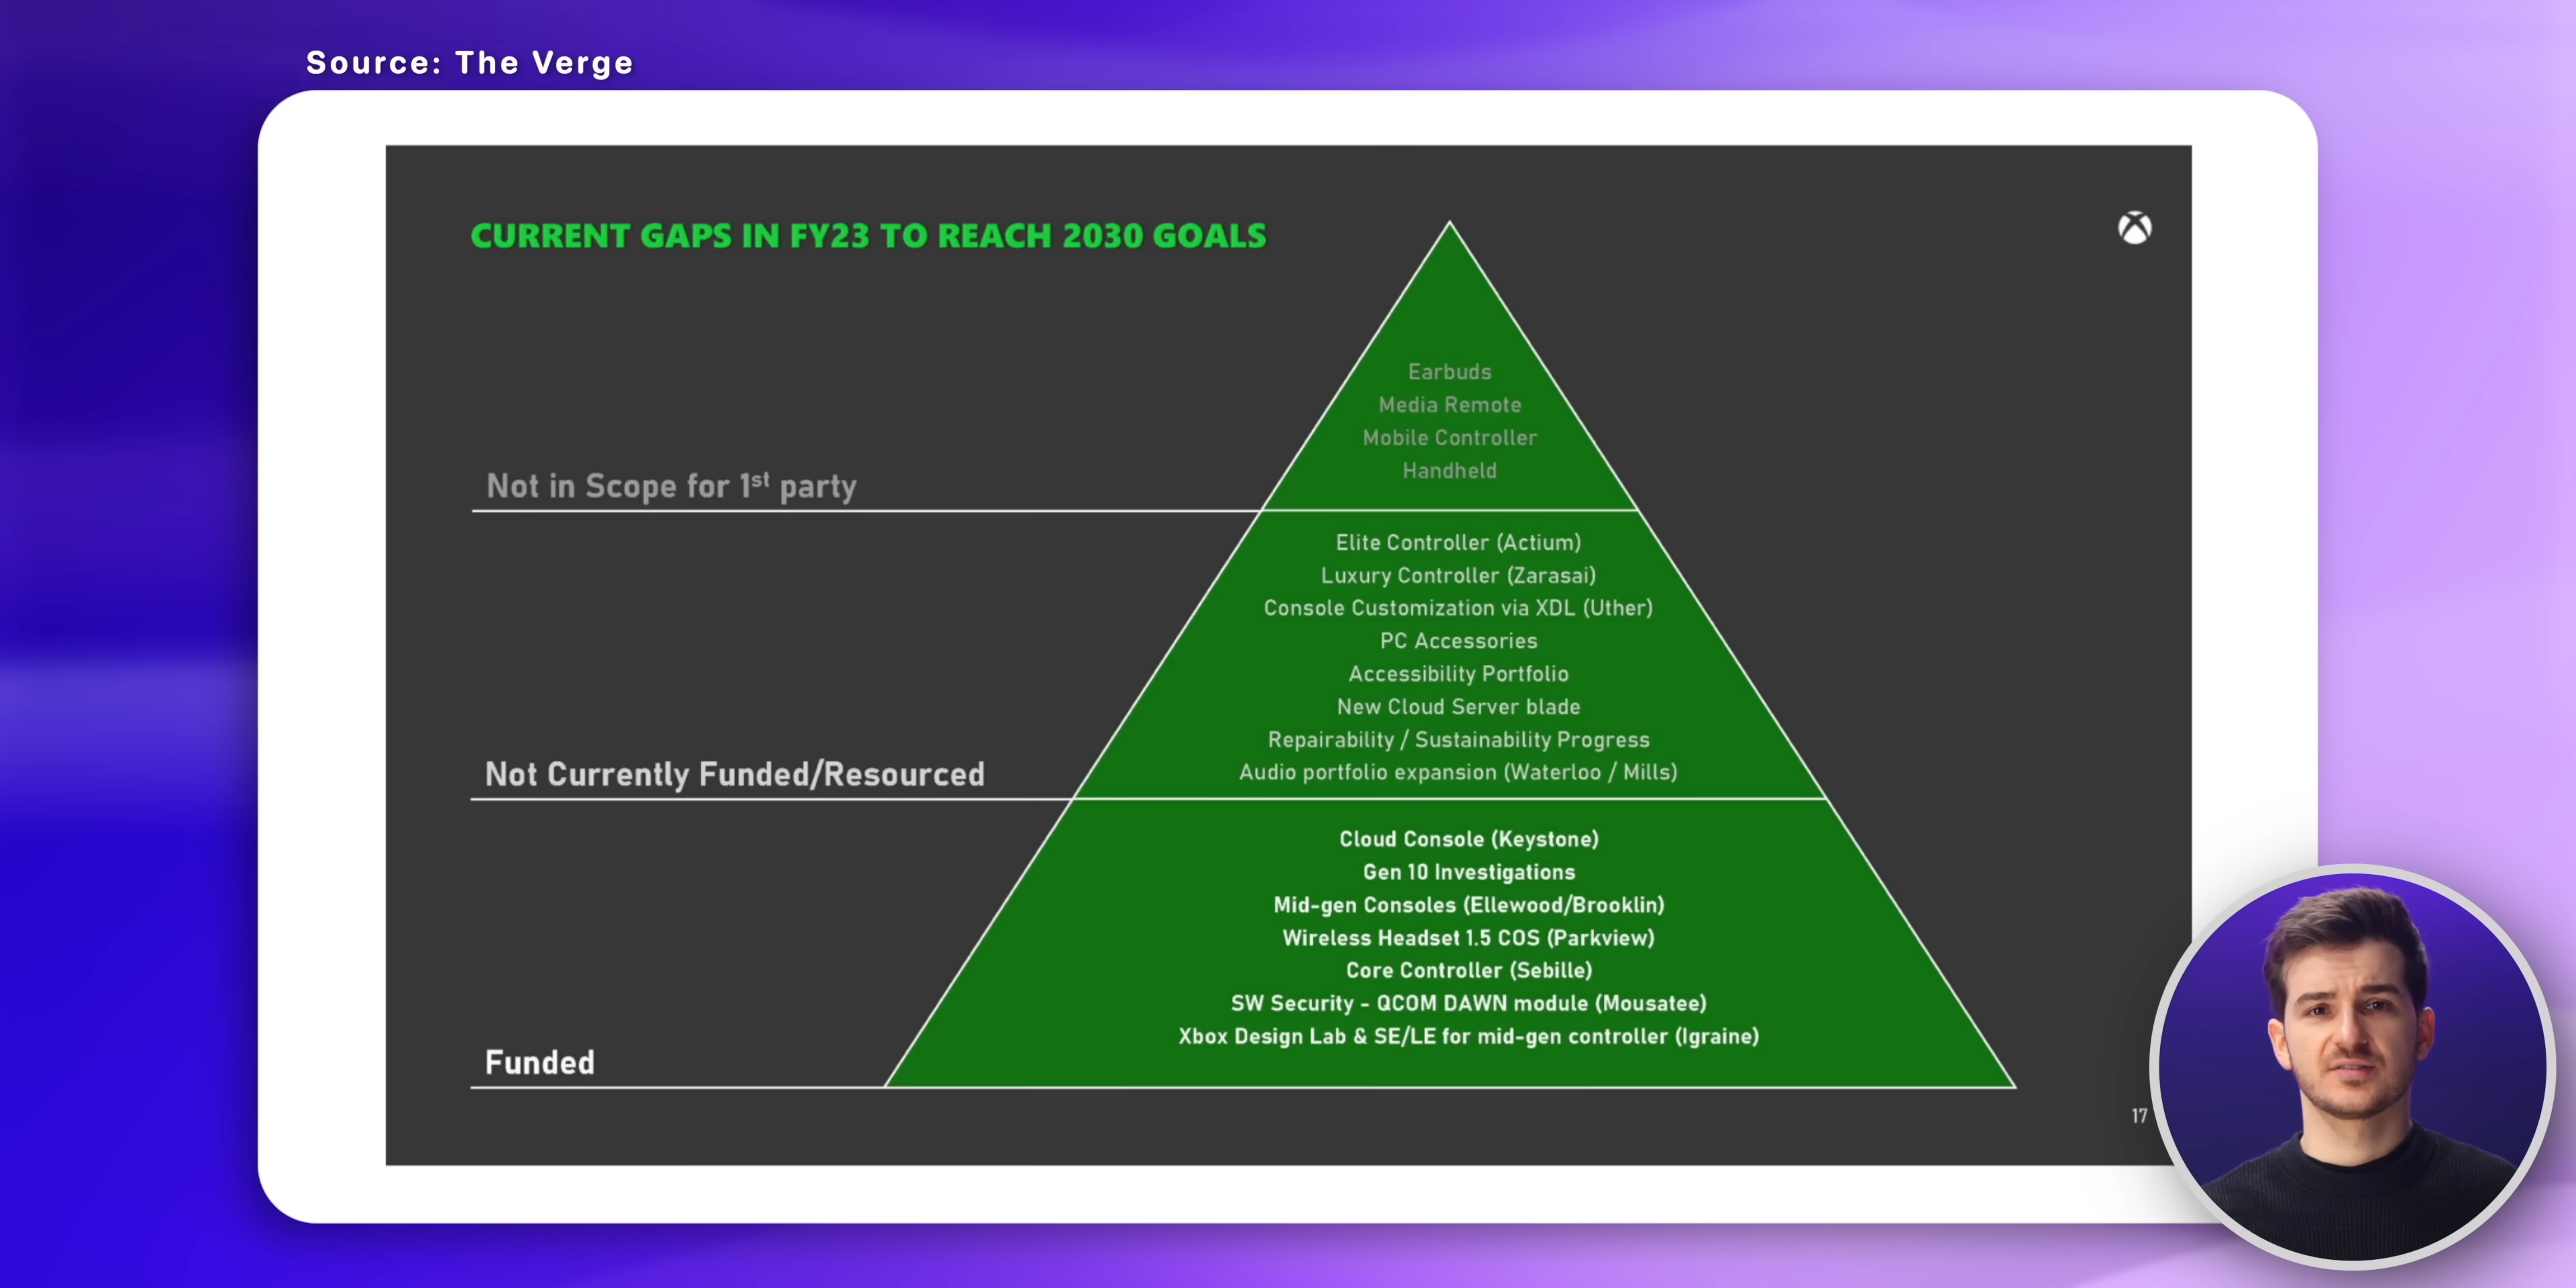 Source: The Verge
CURRENT GAPS IN FY23 TO REACH 2030 GOALS
Earbuds
Media Remote
Mobile Controller
Handheld
Not in Scope for 1st party
Elite Controller (Actium)
Luxury Controller (Zarasai)
Console Customization via XDL (Uther)
PC Accessories
Accessibility Portfolio
New Cloud Server blade
Repairability / Sustainability Progress
Audio portfolio expansion (Waterloo / Mills)
Not Currently Funded/Resourced
Cloud Console (Keystone)
Gen 10 Investigations
Mid-gen Consoles (Ellewood/Brooklin)
Wireless Headset 1.5 COS (Parkview)
Core Controller (Sebille)
SW Security - QCOM DAWN module (Mousatee)
Xbox Design Lab & SE/LE for mid-gen controller (Igraine)
Funded
17